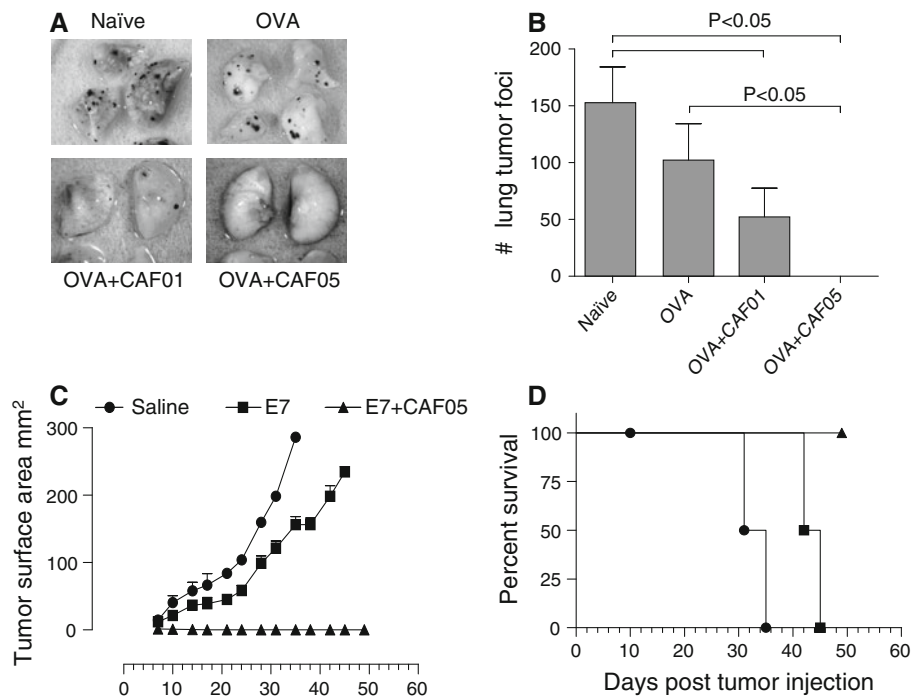 A
Naïve
OVA
OVA+CAF01
OVA+CAF05
B
P<0.05
P<0.05
# lung tumor foci
200
150
100
50
0
Naïve
OVA
OVA+CAF01
OVA+CAF05
C
Saline
E7
E7+CAF05
Tumor surface area mm²
300
200
100
0
0 10 20 30 40 50 60
D
Percent survival
100
75
50
25
0
0 10 20 30 40 50 60
Days post tumor injection